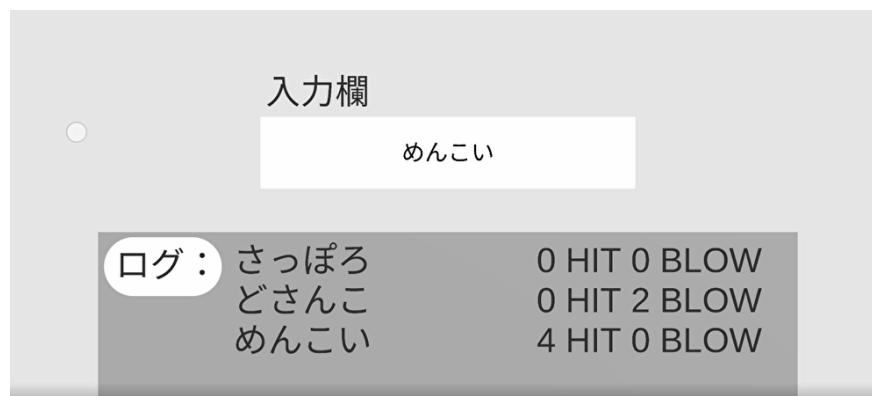 入力欄
めんこい
ログ： さっぽろ 0 HIT 0 BLOW
どさんこ 0 HIT 2 BLOW
めんこい 4 HIT 0 BLOW